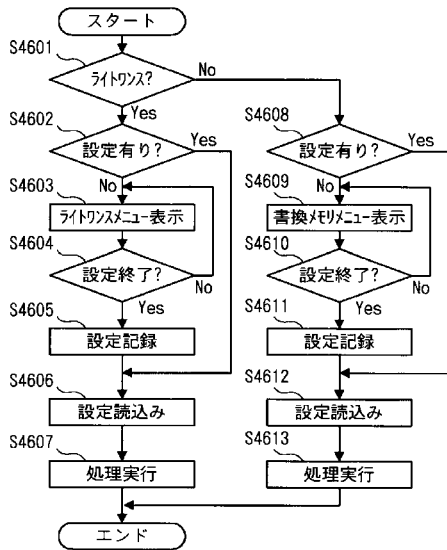 スタート
S4601
ライトワンス?
No
Yes
S4602
設定有り?
Yes
No
S4603
ライトワンスメニュー表示
S4604
設定終了?
No
Yes
S4605
設定記録
S4606
設定読込み
S4607
処理実行
S4608
設定有り?
Yes
No
S4609
書換メモリメニュー表示
S4610
設定終了?
No
Yes
S4611
設定記録
S4612
設定読込み
S4613
処理実行
エンド